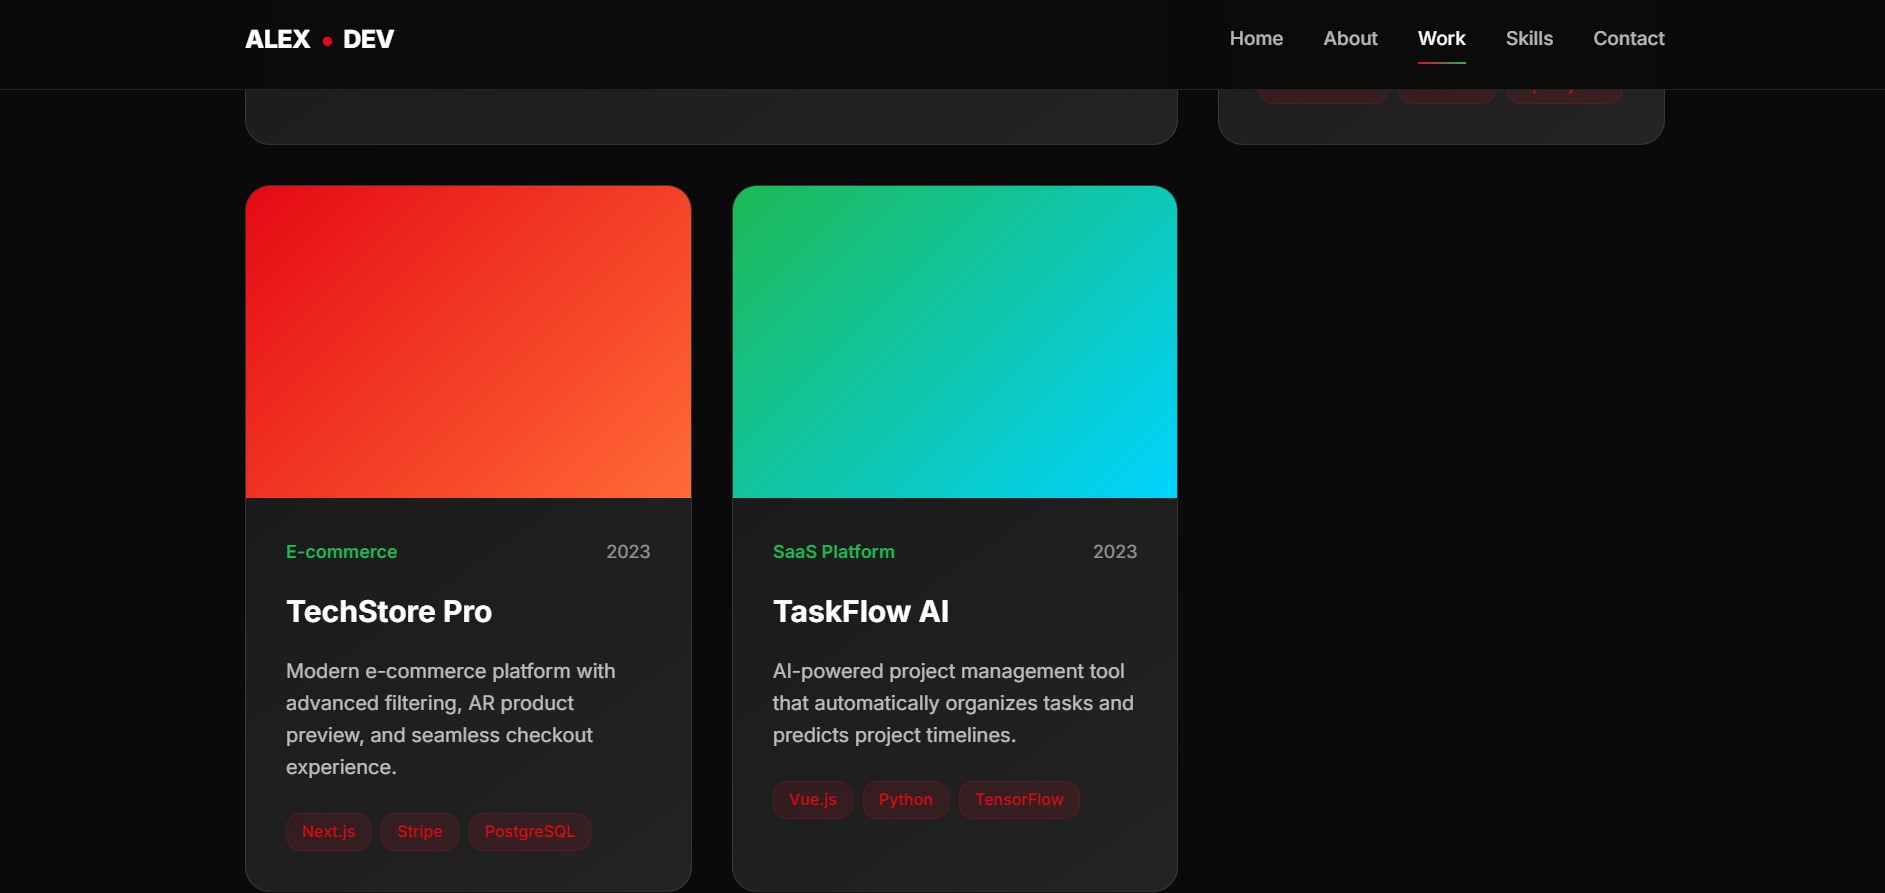 ALEX • DEV
Home
About
Work
Skills
Contact
E-commerce
2023
TechStore Pro
Modern e-commerce platform with
advanced filtering, AR product
preview, and seamless checkout
experience.
Next.js
Stripe
PostgreSQL
SaaS Platform
2023
TaskFlow AI
AI-powered project management tool
that automatically organizes tasks and
predicts project timelines.
Vue.js
Python
TensorFlow